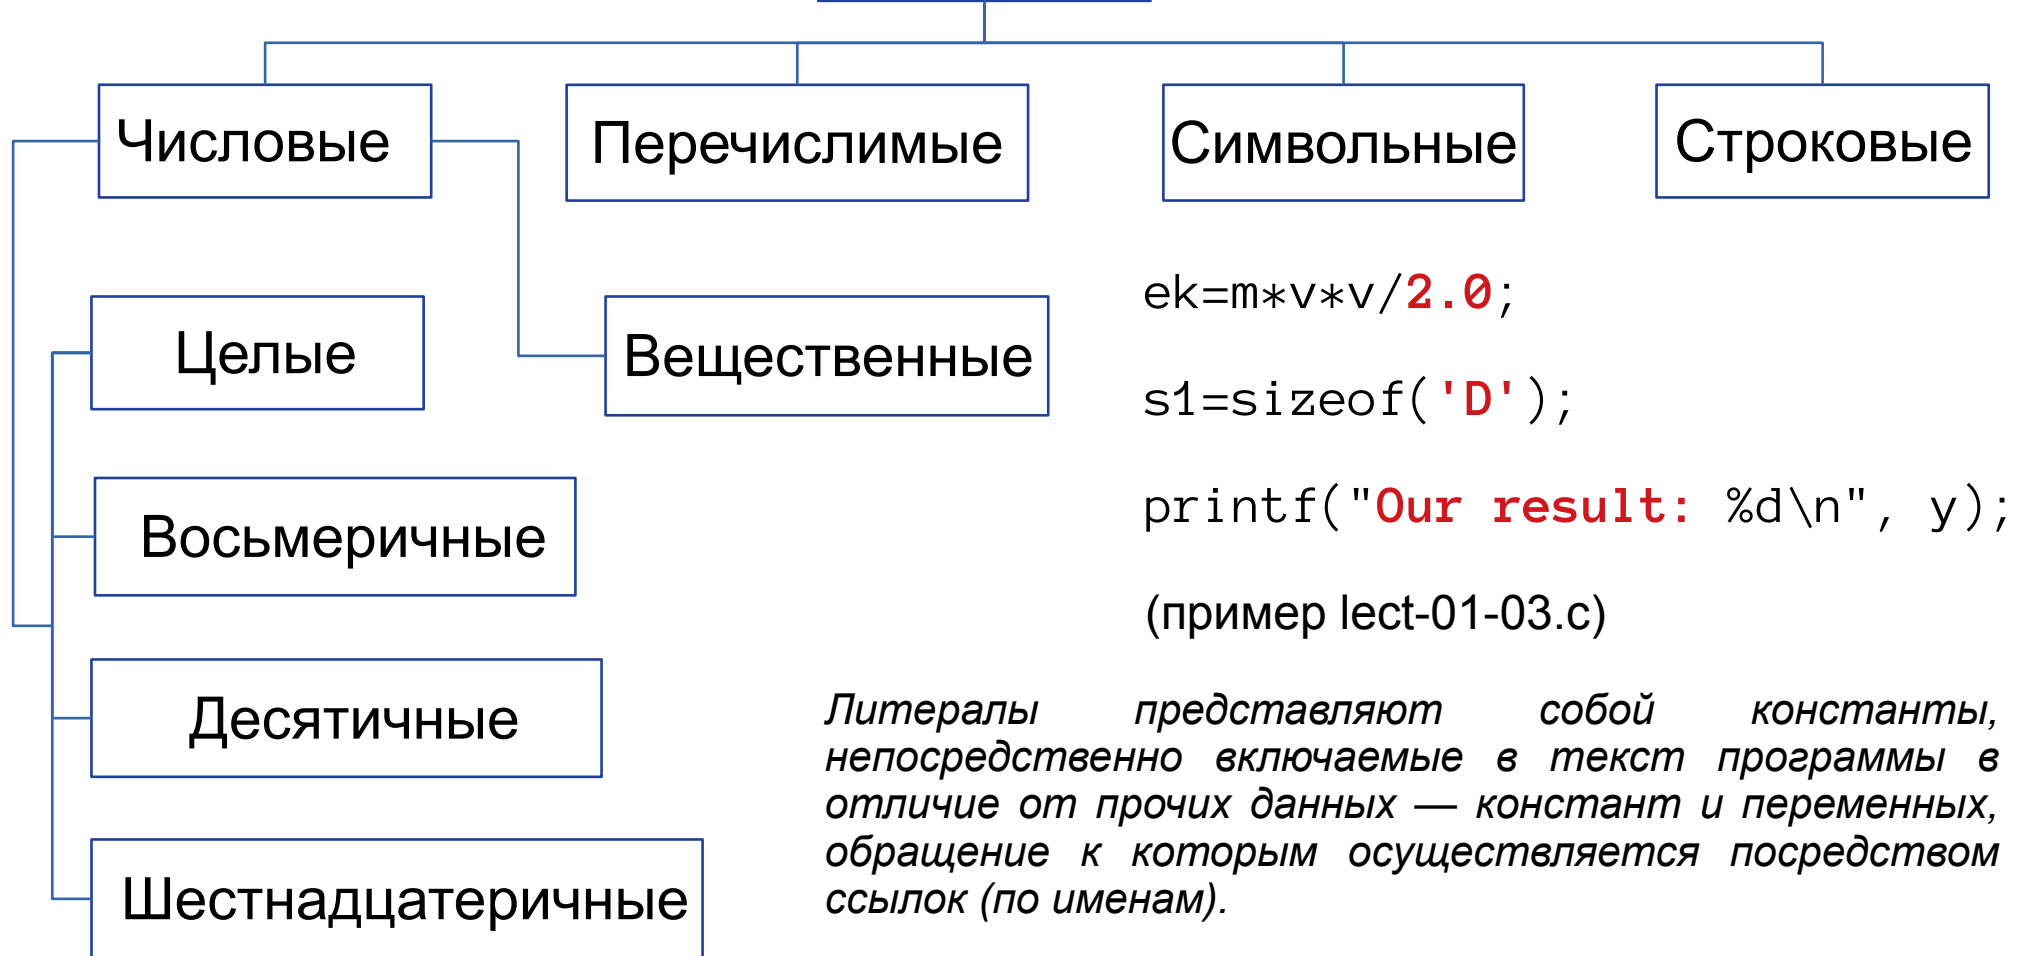 Числовые
Перечислимые
Символьные
Строковые
Целые
Вещественные
Восьмеричные
Десятичные
Шестнадцатеричные
ek=m*v*v/2.0;
s1=sizeof('D');
printf("Our result: %d\n", y);
(пример lect-01-03.c)
Литералы представляют собой константы,
непосредственно включаемые в текст программы в
отличие от прочих данных — констант и переменных,
обращение к которым осуществляется посредством
ссылок (по именам).